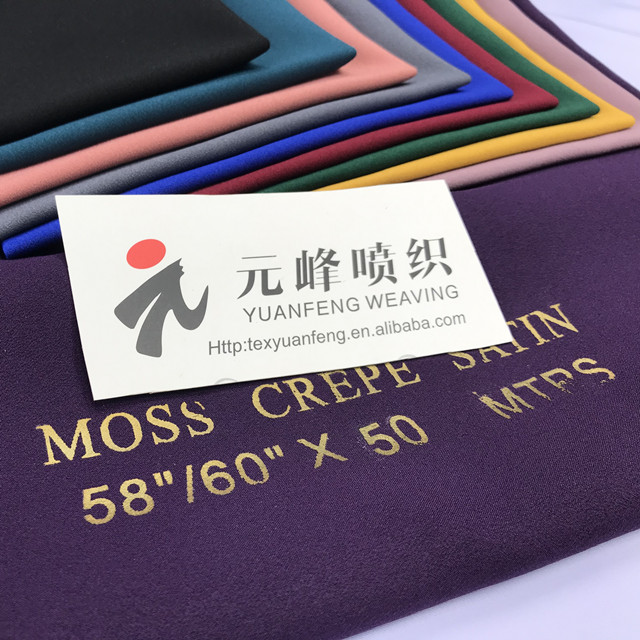 元峰喷织
YUANFENG WEAVING
Http:texyuanfeng.en.alibaba.com
MOSS CREPE SATIN
58"/60" X 50 MTRS